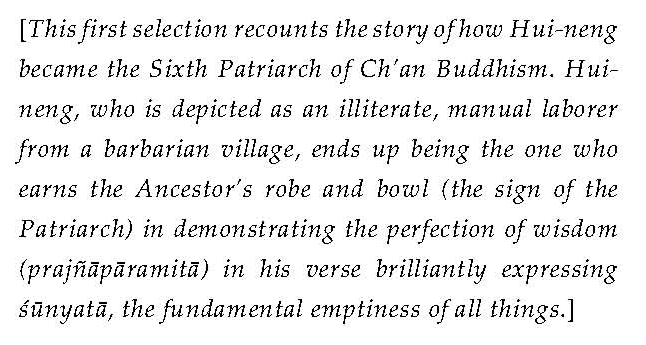 [This first selection recounts the story of how Hui-neng
became the Sixth Patriarch of Ch’an Buddhism. Hui-
neng, who is depicted as an illiterate, manual laborer
from a barbarian village, ends up being the one who
earns the Ancestor’s robe and bowl (the sign of the
Patriarch) in demonstrating the perfection of wisdom
(prajñāpāramitā) in his verse brilliantly expressing
śūnyatā, the fundamental emptiness of all things.]